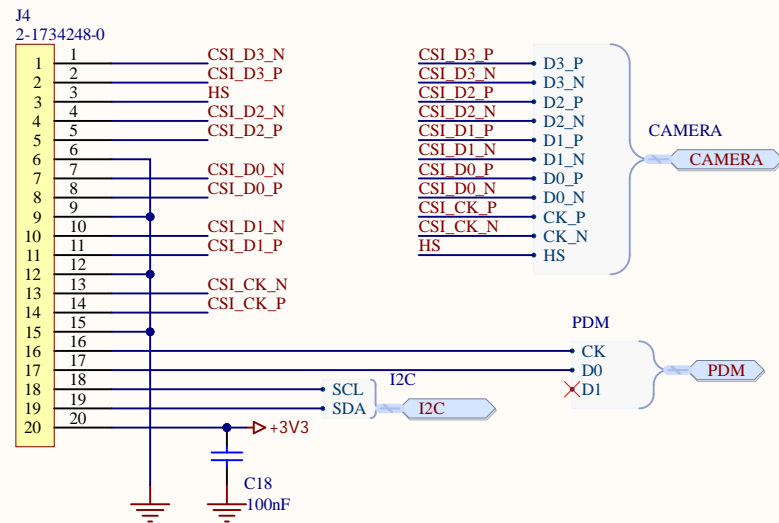 J4
2-1734248-0
1 1 CSI_D3_N
2 2 CSI_D3_P
3 3 HS
4 4 CSI_D2_N
5 5 CSI_D2_P
6 6
7 7 CSI_D0_N
8 8 CSI_D0_P
9 9
10 10 CSI_D1_N
11 11 CSI_D1_P
12 12
13 13 CSI_CK_N
14 14 CSI_CK_P
15 15
16 16
17 17
18 18
19 19
20 20
+3V3
C18
100nF
CSI_D3_P D3_P
CSI_D3_N D3_N
CSI_D2_P D2_P
CSI_D2_N D2_N
CSI_D1_P D1_P
CSI_D1_N D1_N
CSI_D0_P D0_P
CSI_D0_N D0_N
CSI_CK_P CK_P
CSI_CK_N CK_N
HS HS
CAMERA
CAMERA
PDM
CK
D0
D1
PDM
I2C
SCL
SDA
I2C